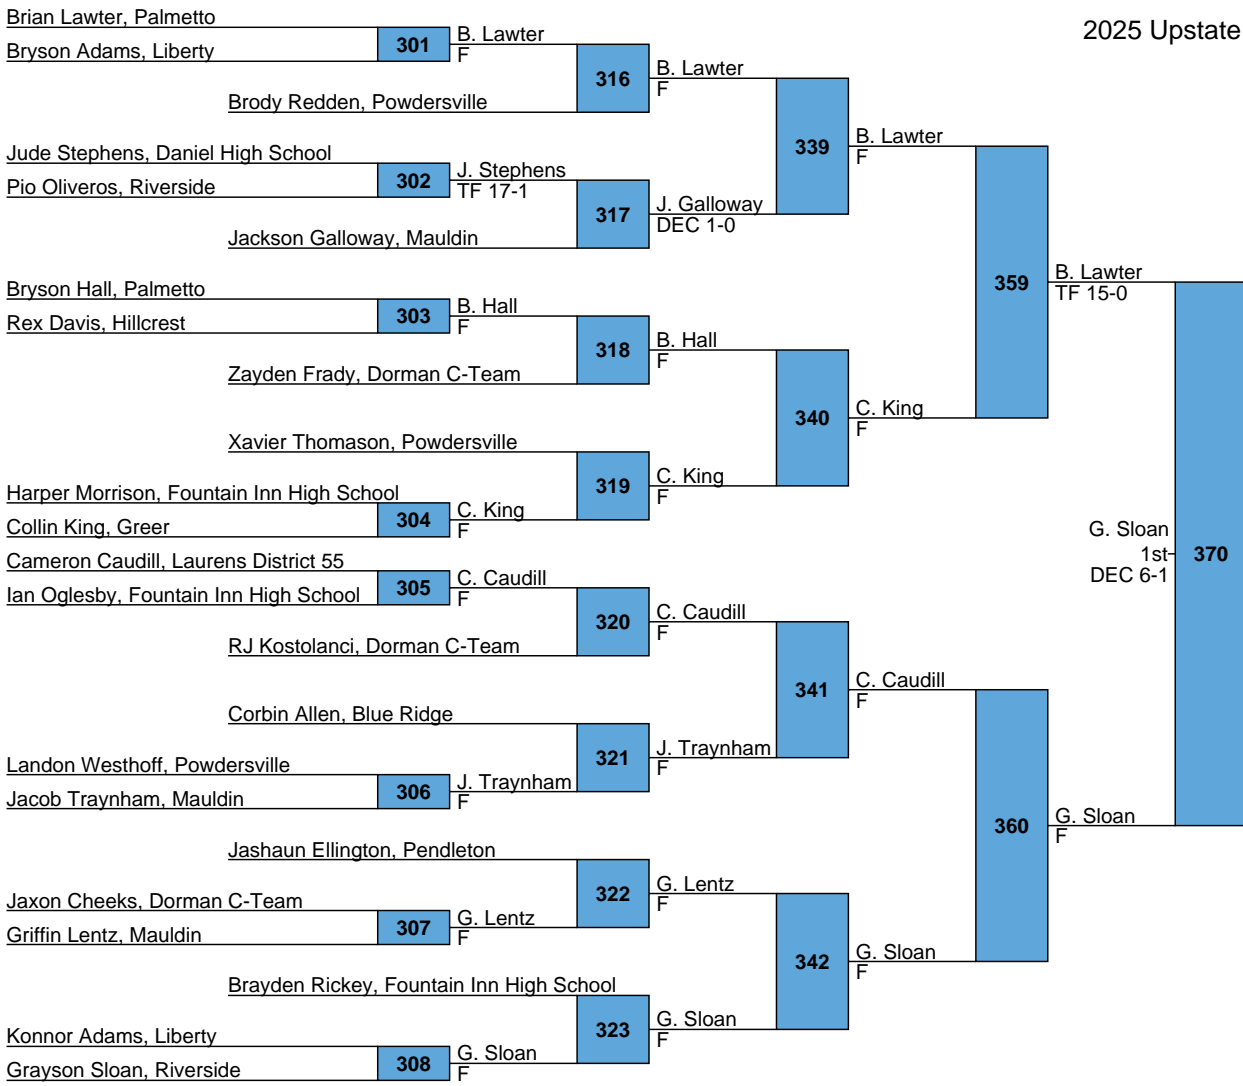 Brian Lawter, Palmetto
2025 Upstate
301
B. Lawter
F
Bryson Adams, Liberty
316
B. Lawter
F
Brody Redden, Powdersville
339
B. Lawter
F
Jude Stephens, Daniel High School
302
J. Stephens
TF 17-1
Pio Oliveros, Riverside
317
J. Galloway
DEC 1-0
Jackson Galloway, Mauldin
359
B. Lawter
TF 15-0
Bryson Hall, Palmetto
303
B. Hall
F
Rex Davis, Hillcrest
318
B. Hall
F
Zayden Frady, Dorman C-Team
340
C. King
F
Xavier Thomason, Powdersville
319
C. King
F
Harper Morrison, Fountain Inn High School
304
C. King
F
Collin King, Greer
G. Sloan
1st
DEC 6-1
370
Cameron Caudill, Laurens District 55
305
C. Caudill
F
Ian Oglesby, Fountain Inn High School
320
C. Caudill
F
RJ Kostolanci, Dorman C-Team
341
C. Caudill
F
Corbin Allen, Blue Ridge
321
J. Traynham
F
Landon Westhoff, Powdersville
306
J. Traynham
F
Jacob Traynham, Mauldin
360
G. Sloan
F
Jashaun Ellington, Pendleton
322
G. Lentz
F
Jaxon Cheeks, Dorman C-Team
307
G. Lentz
F
Griffin Lentz, Mauldin
342
G. Sloan
F
Brayden Rickey, Fountain Inn High School
323
G. Sloan
F
Konnor Adams, Liberty
308
G. Sloan
F
Grayson Sloan, Riverside